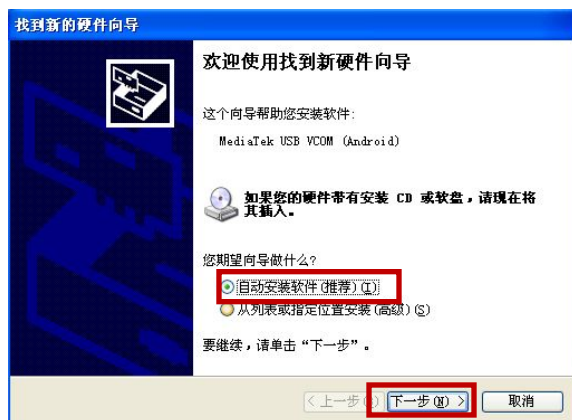 找到新的硬件向导
欢迎使用找到新硬件向导
这个向导帮助您安装软件:
MediaTek USB VCOM (Android)
如果您的硬件带有安装 CD 或软盘，请现在将
其插入。
您期望向导做什么?
自动安装软件(推荐)(I)
从列表或指定位置安装(高级)(S)
要继续，请单击“下一步”。
< 上一步 下一步(N) > 取消